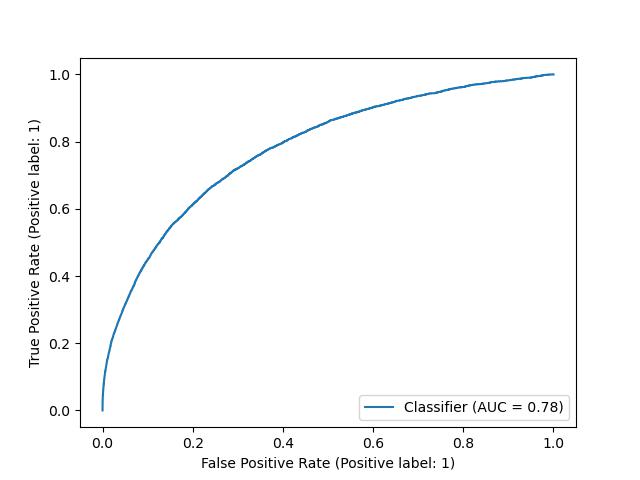 1.0
0.8
0.6
0.4
0.2
0.0
True Positive Rate (Positive label: 1)
Classifier (AUC = 0.78)
0.0 0.2 0.4 0.6 0.8 1.0
False Positive Rate (Positive label: 1)